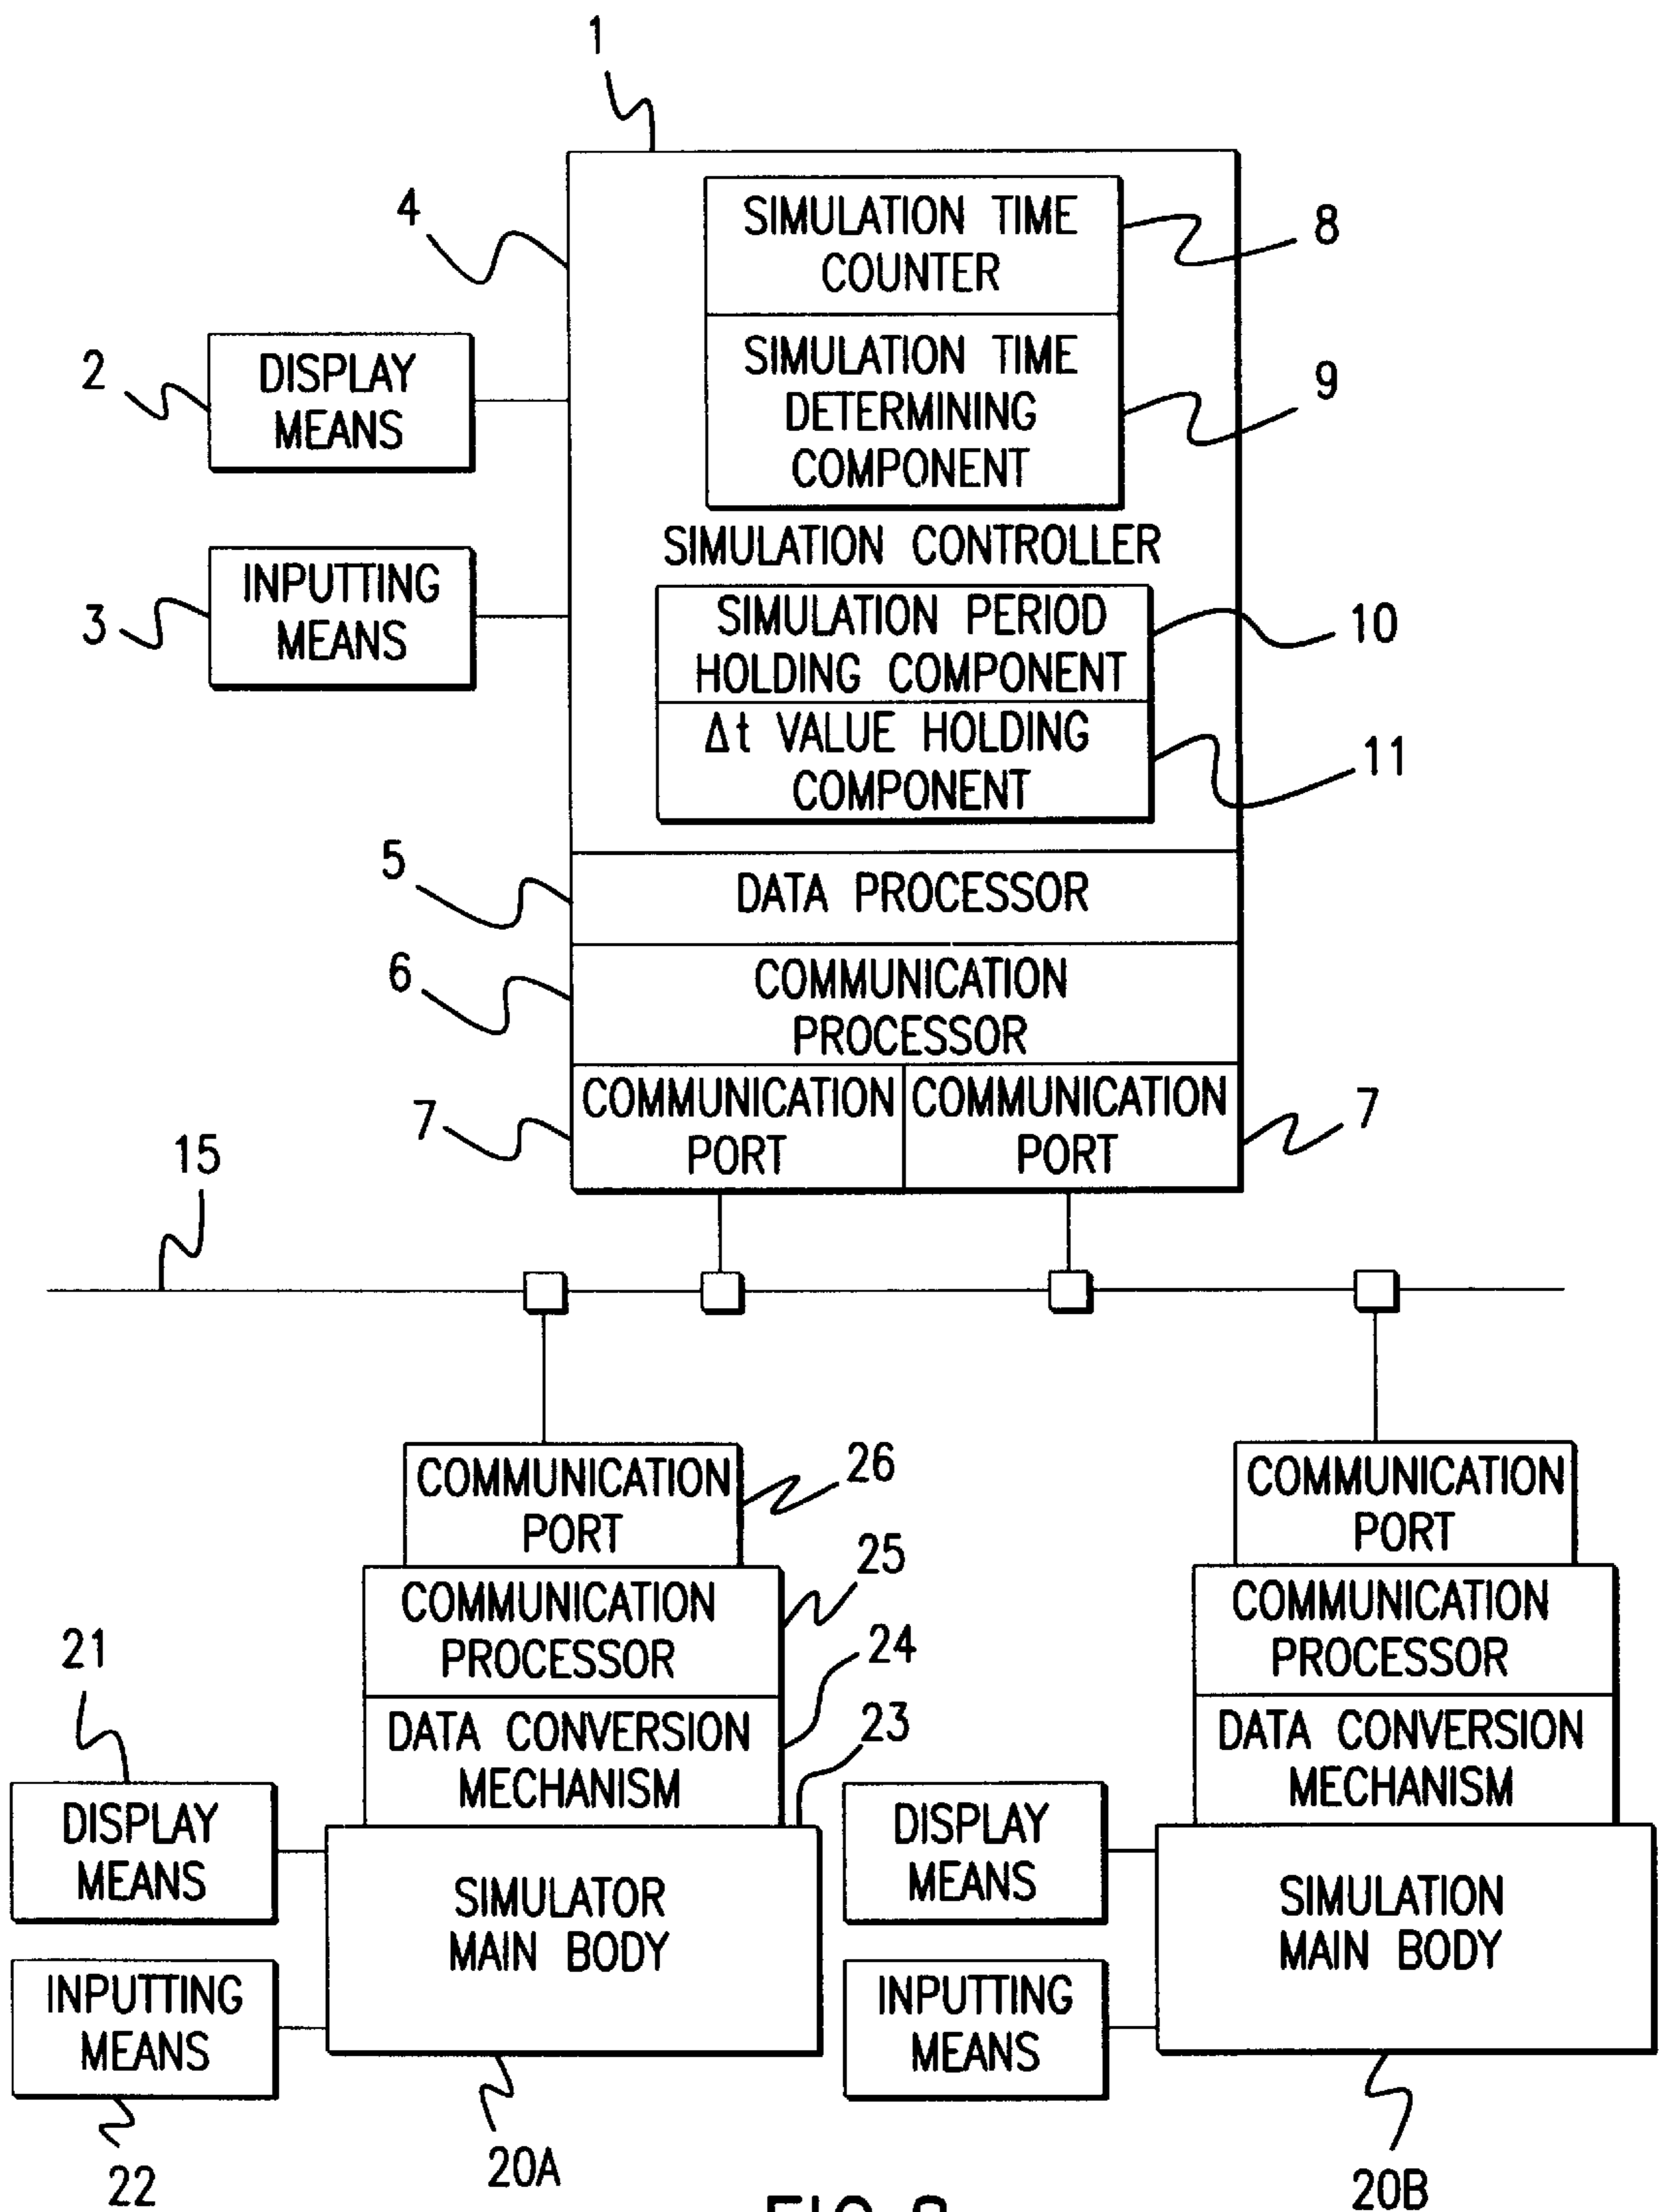 1
4
SIMULATION TIME
COUNTER
8
2
DISPLAY
MEANS
SIMULATION TIME
DETERMINING
COMPONENT
9
SIMULATION CONTROLLER
3
INPUTTING
MEANS
SIMULATION PERIOD
HOLDING COMPONENT
10
Δt VALUE HOLDING
COMPONENT
11
5
DATA PROCESSOR
6
COMMUNICATION
PROCESSOR
7
COMMUNICATION
PORT
COMMUNICATION
PORT
7
15
COMMUNICATION
PORT
26
COMMUNICATION
PROCESSOR
25
DATA CONVERSION
MECHANISM
24
23
21
DISPLAY
MEANS
SIMULATOR
MAIN BODY
INPUTTING
MEANS
22
20A
COMMUNICATION
PORT
COMMUNICATION
PROCESSOR
DATA CONVERSION
MECHANISM
DISPLAY
MEANS
SIMULATION
MAIN BODY
INPUTTING
MEANS
20B